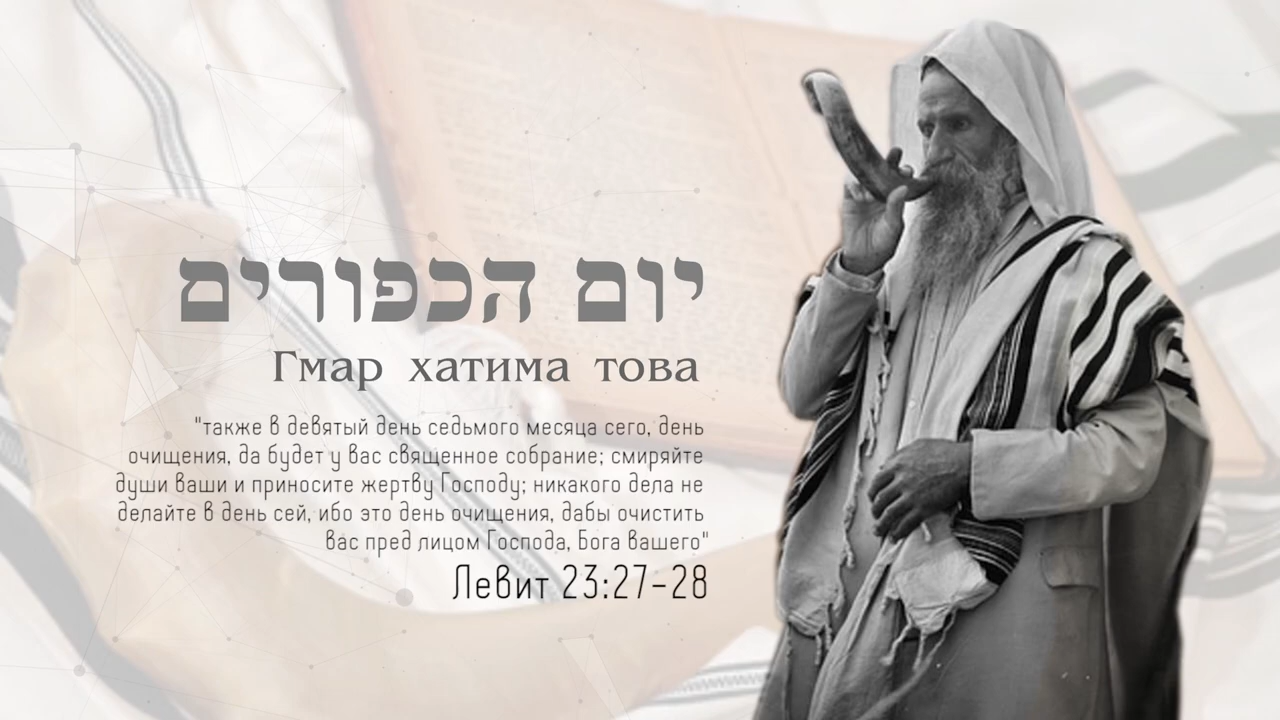 יום הכפורים
Гмар хатима това
"также в девятый день седьмого месяца сего, день
очищения, да будет у вас священное собрание; смиряйте
души ваши и приносите жертву Господу; никакого дела не
делайте в день сей, ибо это день очищения, дабы очистить
вас пред лицом Господа, Бога вашего"
Левит 23:27-28